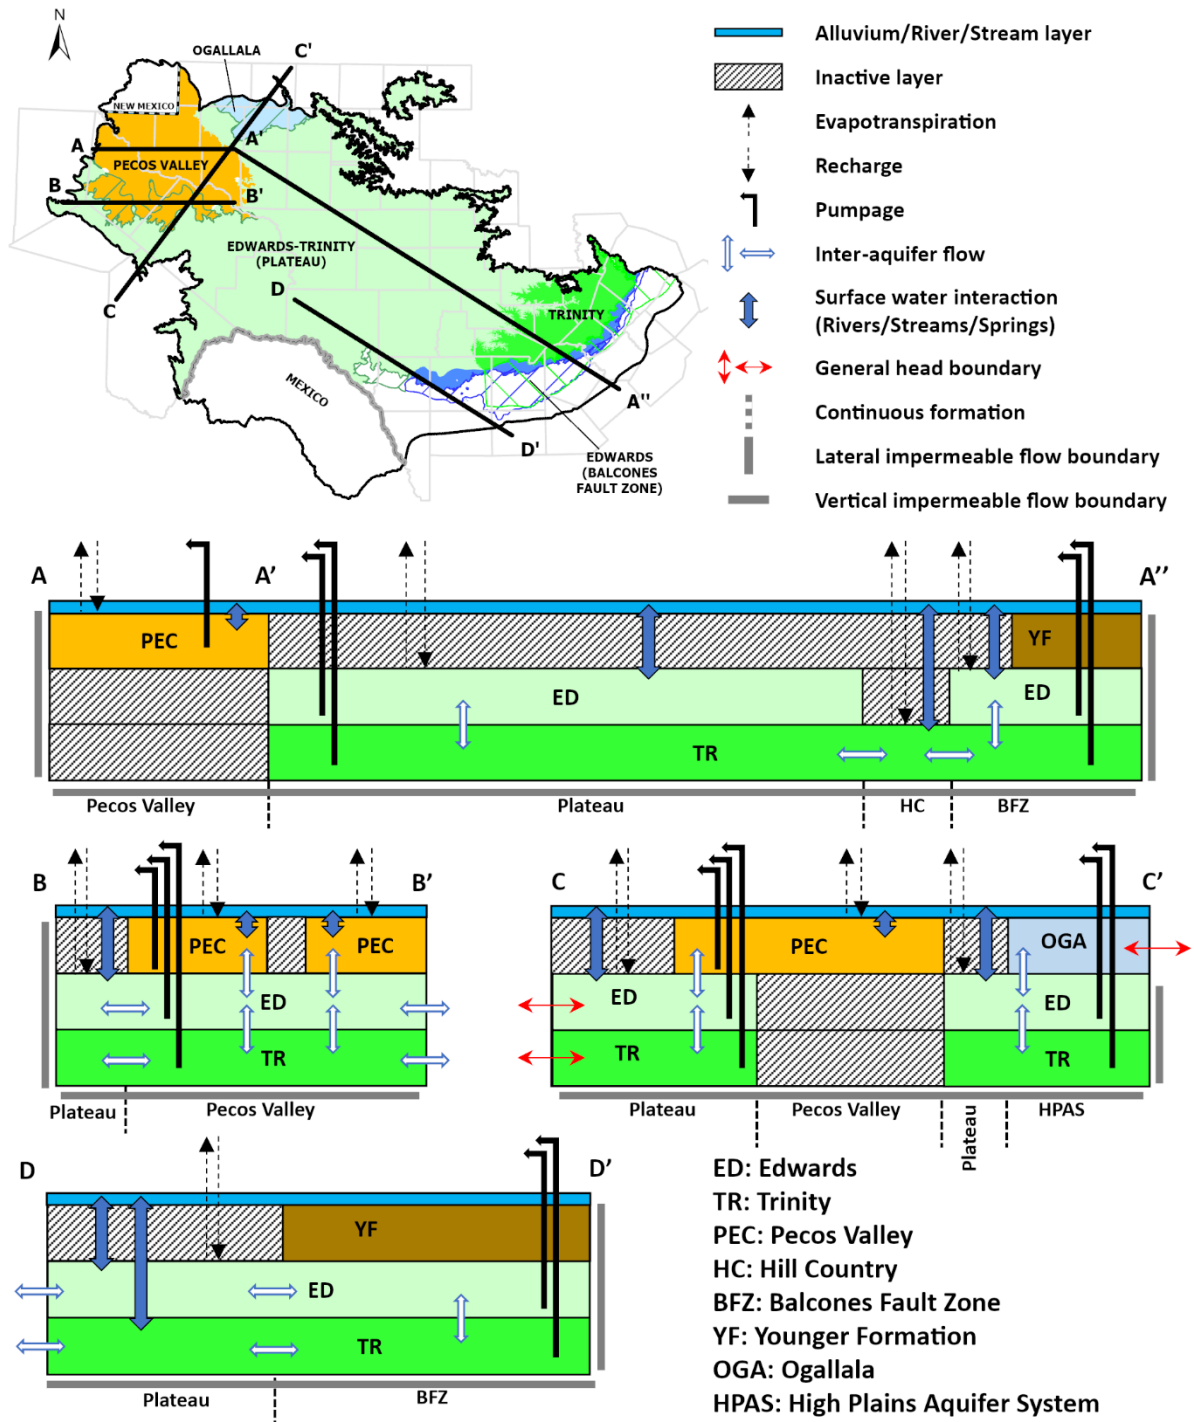 N
OGALLALA
C'
NEW MEXICO
A
A'
PECOS VALLEY
B
B'
EDWARDS-TRINITY
(PLATEAU)
C
D
TRINITY
MEXICO
A''
D'
EDWARDS
(BALCONES
FAULT ZONE)
Alluvium/River/Stream layer
Inactive layer
Evapotranspiration
Recharge
Pumpage
Inter-aquifer flow
Surface water interaction
(Rivers/Streams/Springs)
General head boundary
Continuous formation
Lateral impermeable flow boundary
Vertical impermeable flow boundary
A
A’
A’’
PEC
YF
ED
ED
TR
Pecos Valley
Plateau
HC
BFZ
B
B’
PEC
PEC
ED
TR
Plateau
Pecos Valley
C
C’
PEC
OGA
ED
ED
TR
TR
Plateau
Pecos Valley
Plateau
HPAS
D
D’
YF
ED
TR
Plateau
BFZ
ED: Edwards
TR: Trinity
PEC: Pecos Valley
HC: Hill Country
BFZ: Balcones Fault Zone
YF: Younger Formation
OGA: Ogallala
HPAS: High Plains Aquifer System